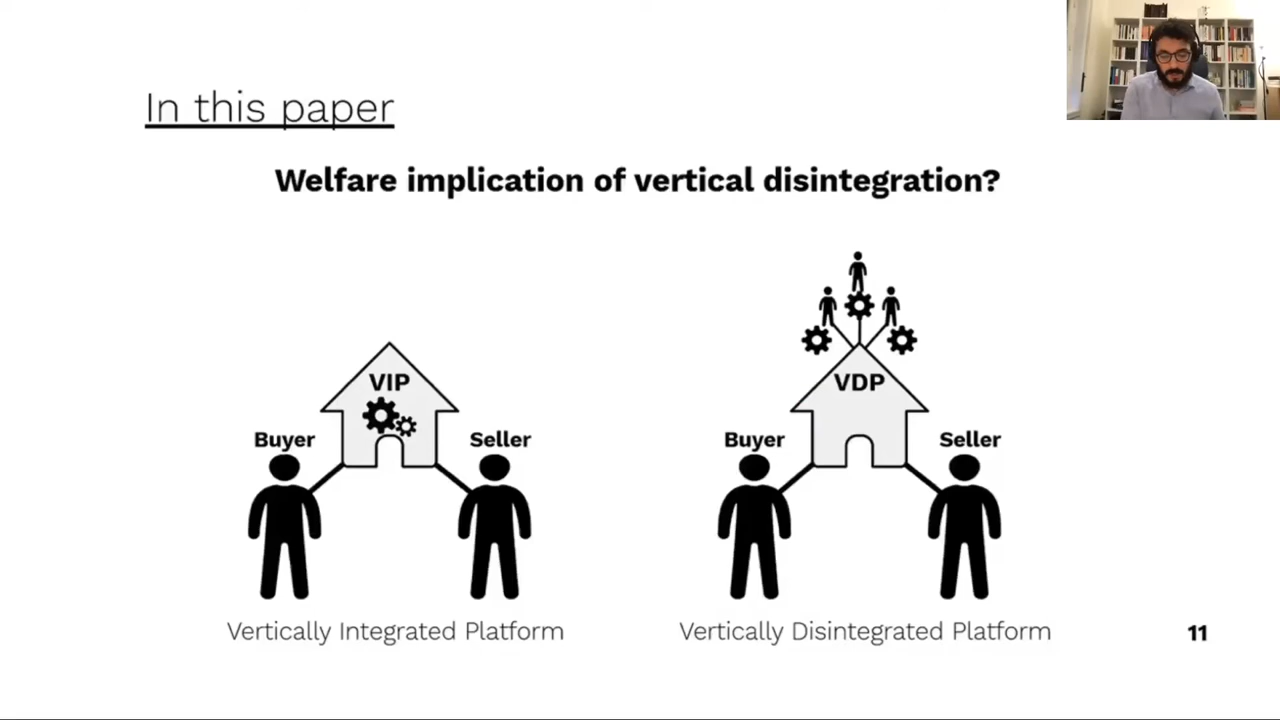 In this paper
Welfare implication of vertical disintegration?
VIP
Buyer
Seller
Vertically Integrated Platform
VDP
Buyer
Seller
Vertically Disintegrated Platform
11